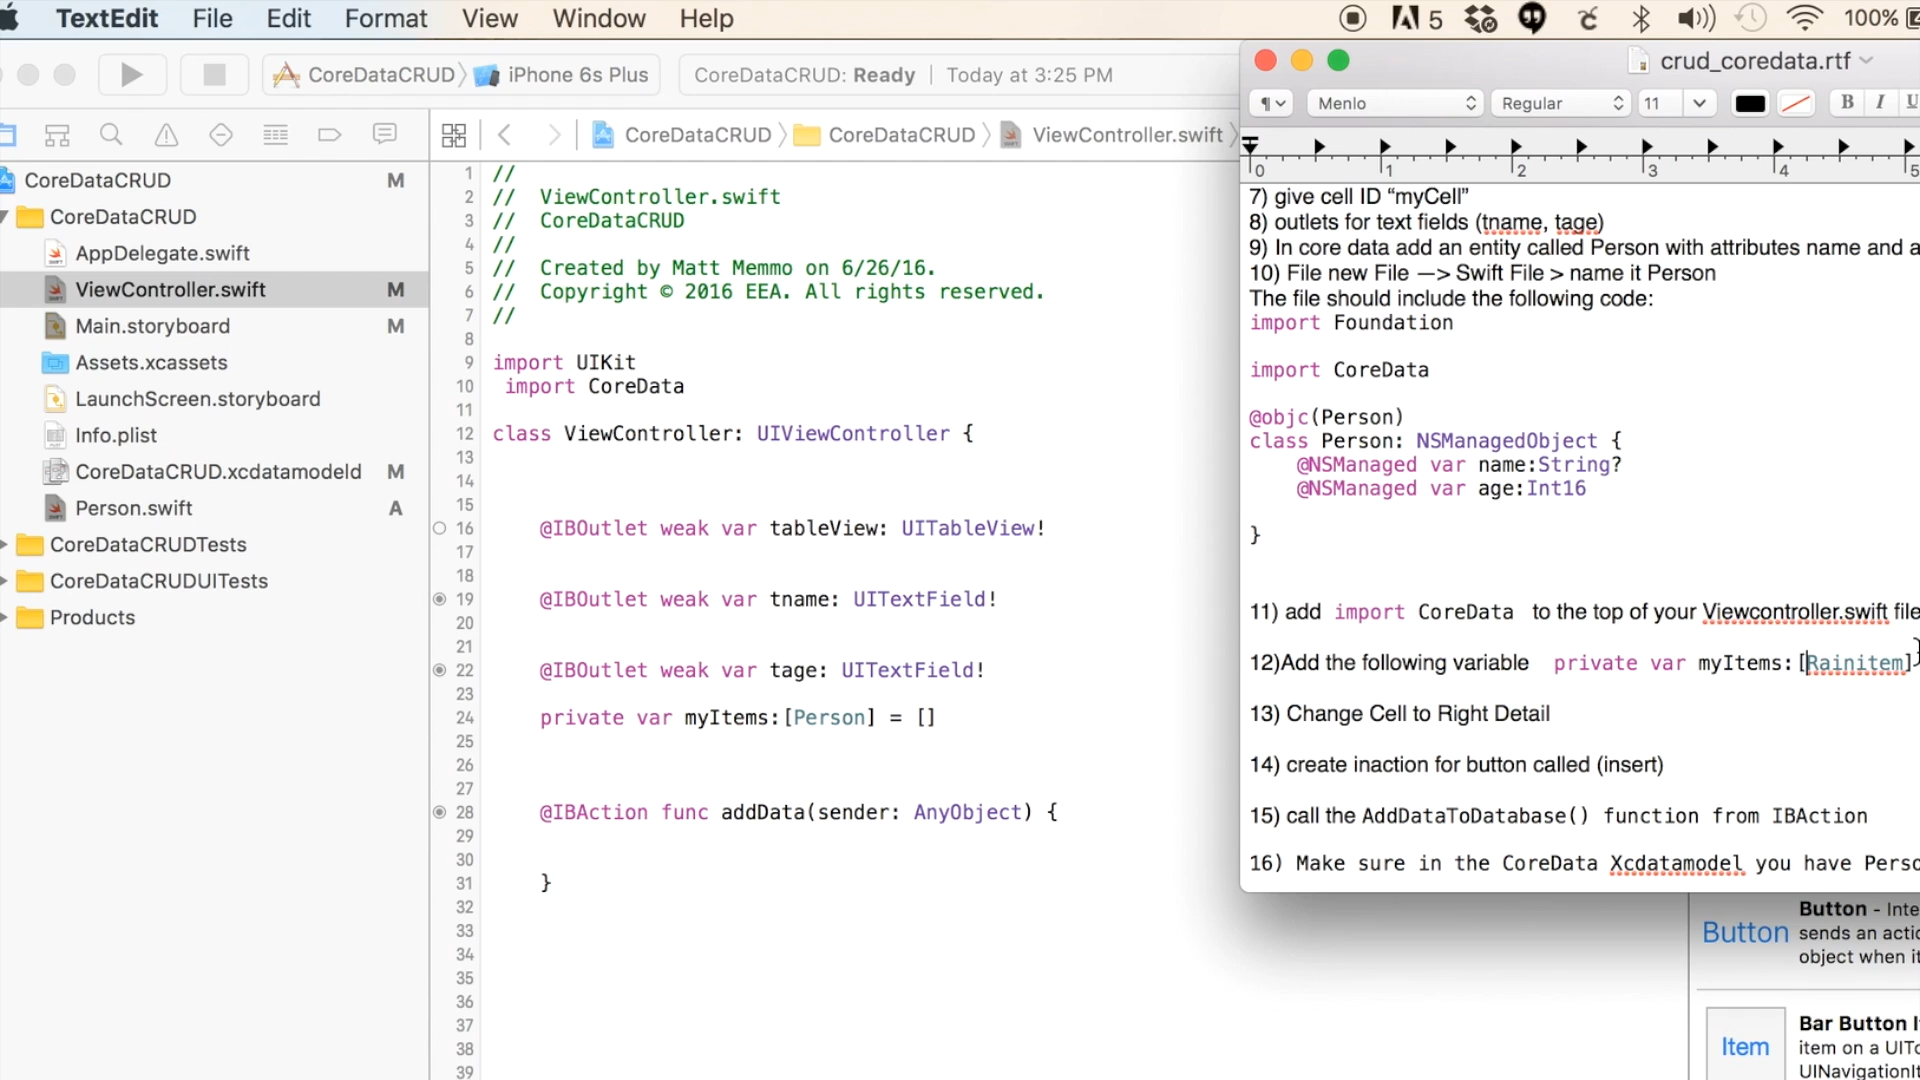 TextEdit File Edit Format View Window Help 5 100%
CoreDataCRUD iPhone 6s Plus CoreDataCRUD: Ready | Today at 3:25 PM
CoreDataCRUD CoreDataCRUD ViewController.swift
CoreDataCRUD M
CoreDataCRUD
AppDelegate.swift
ViewController.swift M
Main.storyboard M
Assets.xcassets
LaunchScreen.storyboard
Info.plist
CoreDataCRUD.xcdatamodeld M
Person.swift A
CoreDataCRUDTests
CoreDataCRUDUITests
Products
1 //
2 // ViewController.swift
3 // CoreDataCRUD
4 //
5 // Created by Matt Memmo on 6/26/16.
6 // Copyright © 2016 EEA. All rights reserved.
7 //
8
9 import UIKit
10 import CoreData
11
12 class ViewController: UIViewController {
13
14
15
16 @IBOutlet weak var tableView: UITableView!
17
18
19 @IBOutlet weak var tname: UITextField!
20
21
22 @IBOutlet weak var tage: UITextField!
23
24 private var myItems:[Person] = []
25
26
27
28 @IBAction func addData(sender: AnyObject) {
29
30
31 }
32
33
34
35
36
37
38
39
crud_coredata.rtf
¶ Menlo Regular 11 B I U
0 1 2 3 4 5
7) give cell ID “myCell”
8) outlets for text fields (tname, tage)
9) In core data add an entity called Person with attributes name and a
10) File new File —> Swift File > name it Person
The file should include the following code:
import Foundation
import CoreData
@objc(Person)
class Person: NSManagedObject {
@NSManaged var name:String?
@NSManaged var age:Int16
}
11) add import CoreData to the top of your Viewcontroller.swift file
12)Add the following variable private var myItems:[Rainitem]
13) Change Cell to Right Detail
14) create inaction for button called (insert)
15) call the AddDataToDatabase() function from IBAction
16) Make sure in the CoreData Xcdatamodel you have Perso
Button Button - Inte
sends an actio
object when it
Item Bar Button I
item on a UITo
UINavigationIt